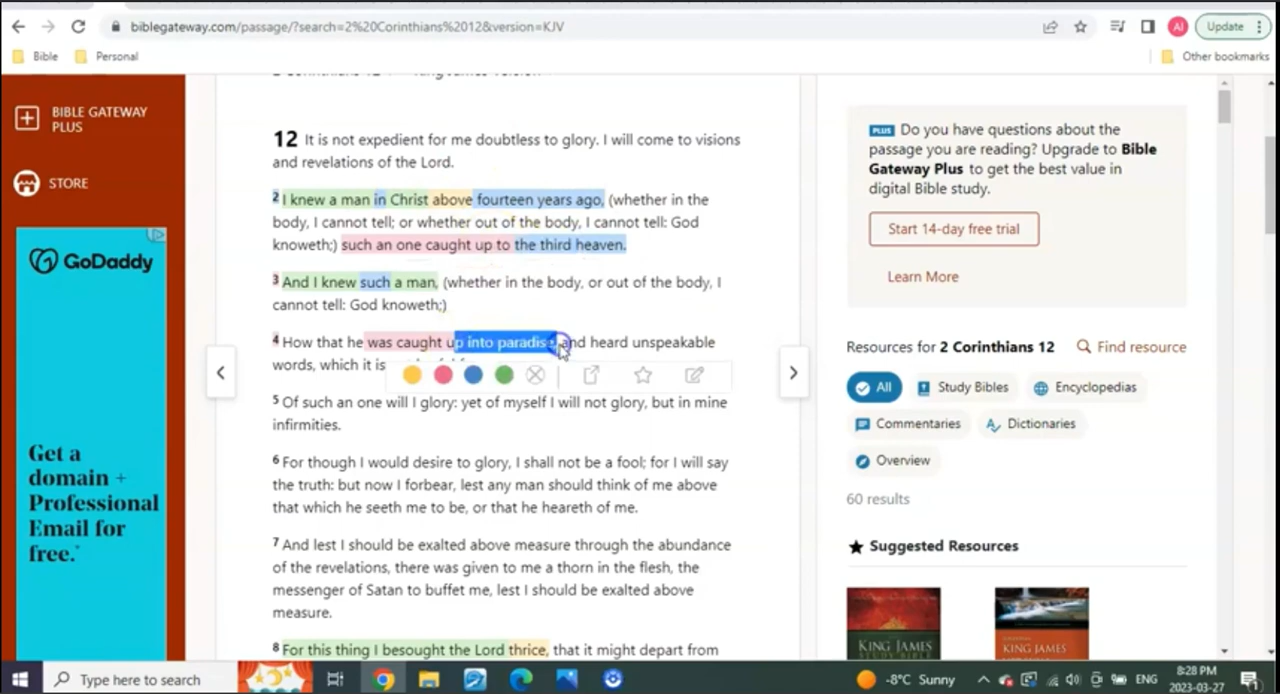 biblegateway.com/passage/?search=2%20Corinthians%2012&version=KJV
AI
Update
Bible
Personal
Other bookmarks
BIBLE GATEWAY
PLUS
STORE
GoDaddy
Get a
domain +
Professional
Email for
free.*
12 It is not expedient for me doubtless to glory. I will come to visions
and revelations of the Lord.
2 I knew a man in Christ above fourteen years ago, (whether in the
body, I cannot tell; or whether out of the body, I cannot tell: God
knoweth;) such an one caught up to the third heaven.
3 And I knew such a man, (whether in the body, or out of the body, I
cannot tell: God knoweth;)
4 How that he was caught up into paradise, and heard unspeakable
words, which it is
5 Of such an one will I glory: yet of myself I will not glory, but in mine
infirmities.
6 For though I would desire to glory, I shall not be a fool; for I will say
the truth: but now I forbear, lest any man should think of me above
that which he seeth me to be, or that he heareth of me.
7 And lest I should be exalted above measure through the abundance
of the revelations, there was given to me a thorn in the flesh, the
messenger of Satan to buffet me, lest I should be exalted above
measure.
8 For this thing I besought the Lord thrice, that it might depart from
PLUS Do you have questions about the
passage you are reading? Upgrade to Bible
Gateway Plus to get the best value in
digital Bible study.
Start 14-day free trial
Learn More
Resources for 2 Corinthians 12
Find resource
All
Study Bibles
Encyclopedias
Commentaries
Dictionaries
Overview
60 results
Suggested Resources
KING JAMES
KING JAMES
Type here to search
-8°C Sunny
ENG
8:28 PM
2023-03-27